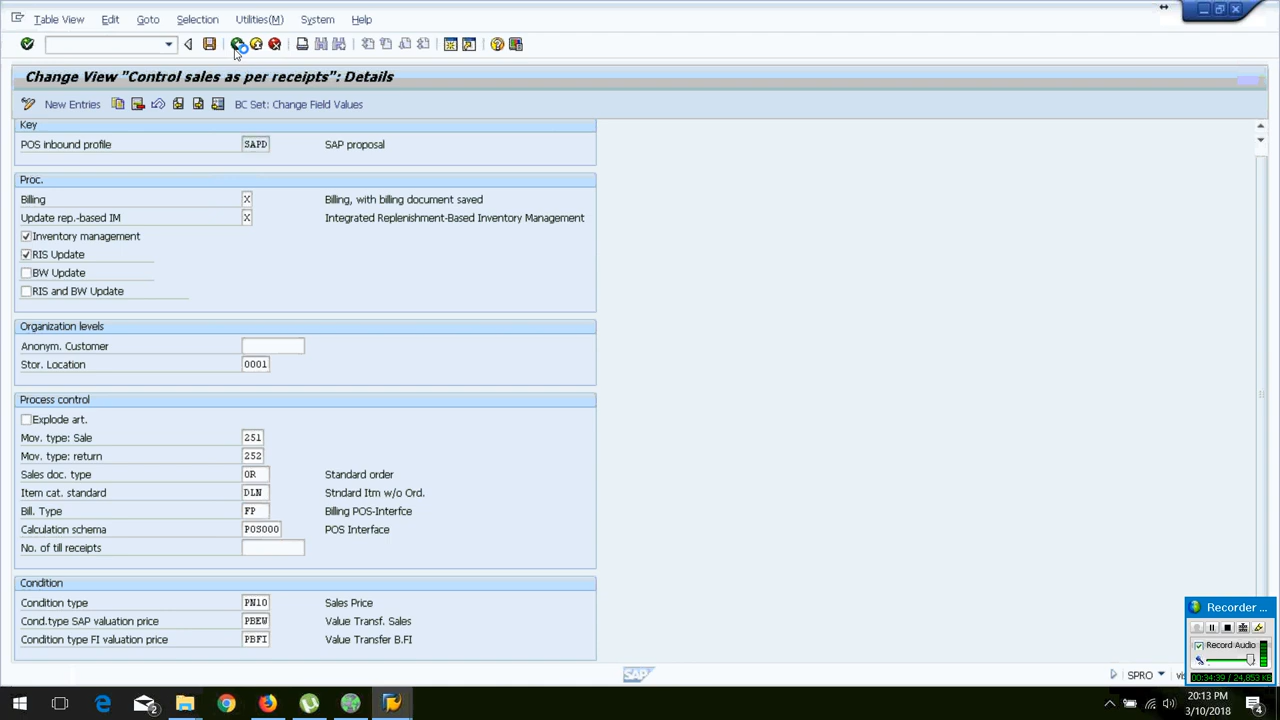 Table View Edit Goto Selection Utilities(M) System Help
Change View "Control sales as per receipts": Details
New Entries BC Set: Change Field Values
Key
POS inbound profile SAPD SAP proposal
Proc.
Billing X Billing, with billing document saved
Update rep.-based IM X Integrated Replenishment-Based Inventory Management
Inventory management
RIS Update
BW Update
RIS and BW Update
Organization levels
Anonym. Customer
Stor. Location 0001
Process control
Explode art.
Mov. type: Sale 251
Mov. type: return 252
Sales doc. type OR Standard order
Item cat. standard DLN Stndard Itm w/o Ord.
Bill. Type FP Billing POS-Interfce
Calculation schema POS000 POS Interface
No. of till receipts
Condition
Condition type PN10 Sales Price
Cond.type SAP valuation price PBEW Value Transf. Sales
Condition type FI valuation price PBFI Value Transfer B.FI
Recorder ...
Record Audio
00:34:39 / 24,853 KB
SAP
SPRO
20:13 PM
3/10/2018